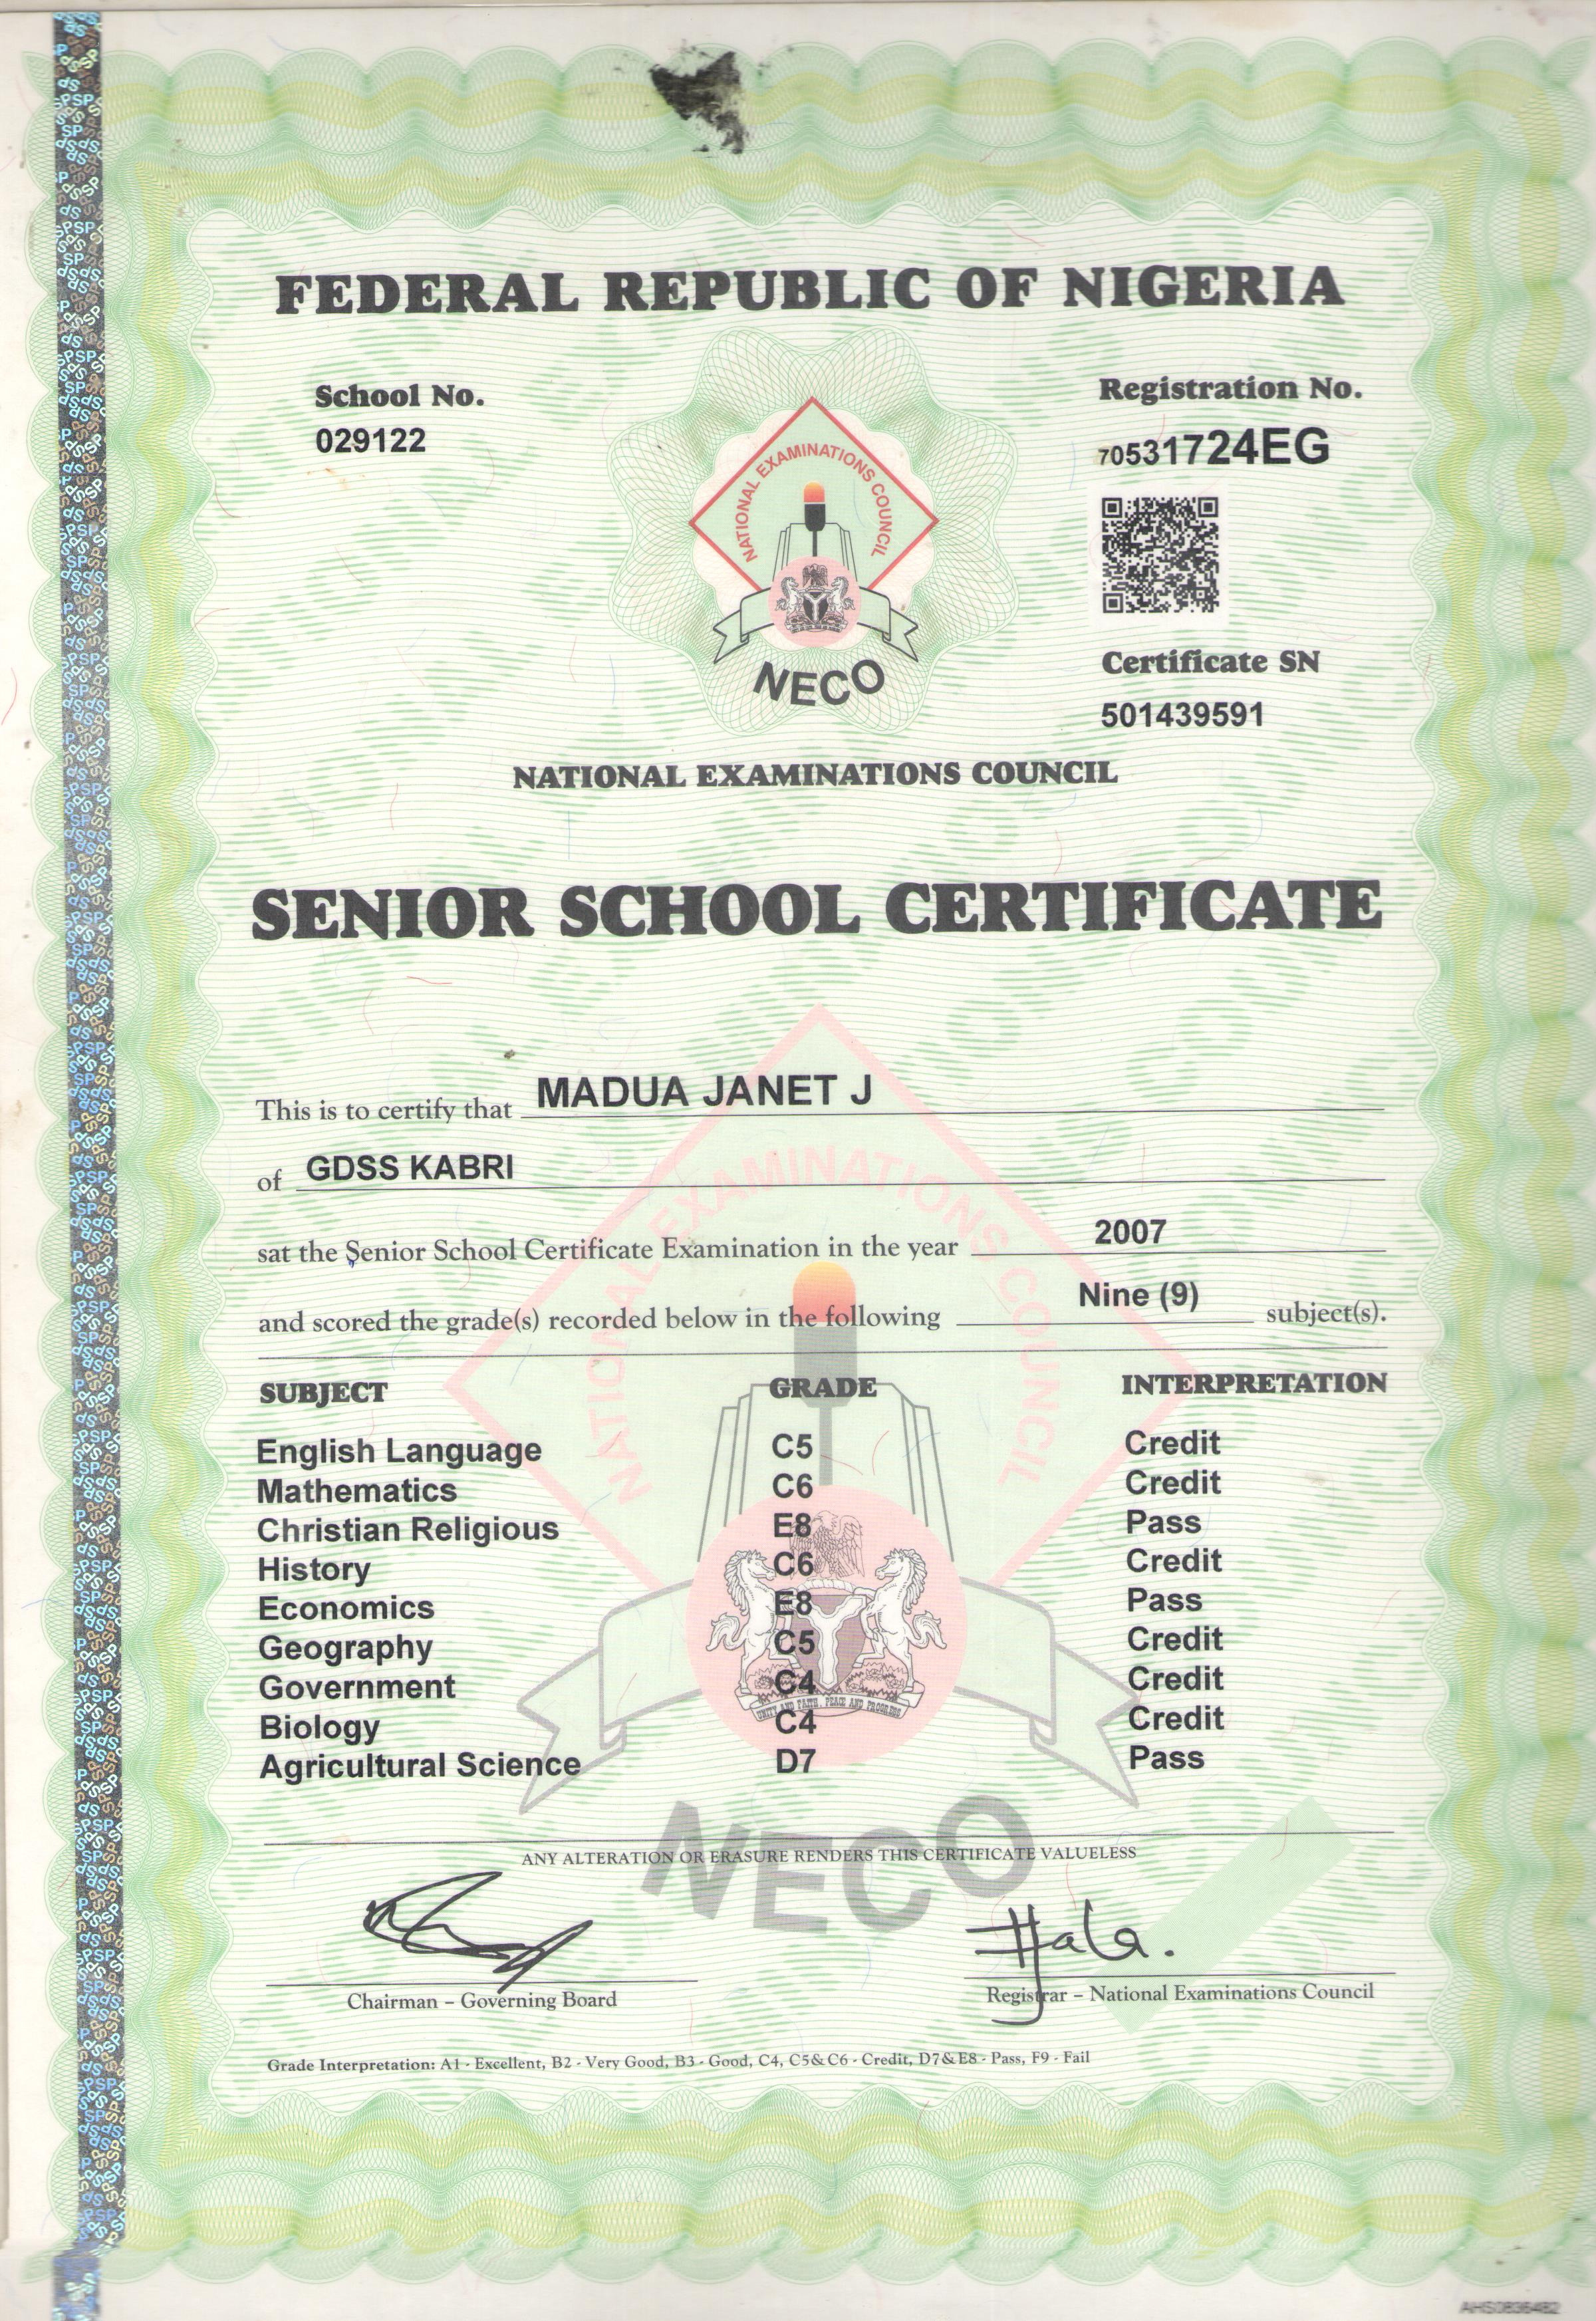 FEDERAL REPUBLIC OF NIGERIA
School No.
029122
Registration No.
70531724EG
NATIONAL EXAMINATIONS COUNCIL
NECO
Certificate SN
501439591
NATIONAL EXAMINATIONS COUNCIL
SENIOR SCHOOL CERTIFICATE
This is to certify that MADUA JANET J
of GDSS KABRI
sat the Senior School Certificate Examination in the year 2007
and scored the grade(s) recorded below in the following Nine (9) subject(s).
NATIONAL EXAMINATIONS COUNCIL
SUBJECT GRADE INTERPRETATION
English Language C5 Credit
Mathematics C6 Credit
Christian Religious E8 Pass
History C6 Credit
Economics E8 Pass
Geography C5 Credit
Government C4 Credit
UNITY AND FAITH, PEACE AND PROGRESS
Biology C4 Credit
Agricultural Science D7 Pass
NECO
ANY ALTERATION OR ERASURE RENDERS THIS CERTIFICATE VALUELESS
Chairman – Governing Board
Registrar – National Examinations Council
Grade Interpretation: A1 - Excellent, B2 - Very Good, B3 - Good, C4, C5& C6 - Credit, D7& E8 - Pass, F9 - Fail